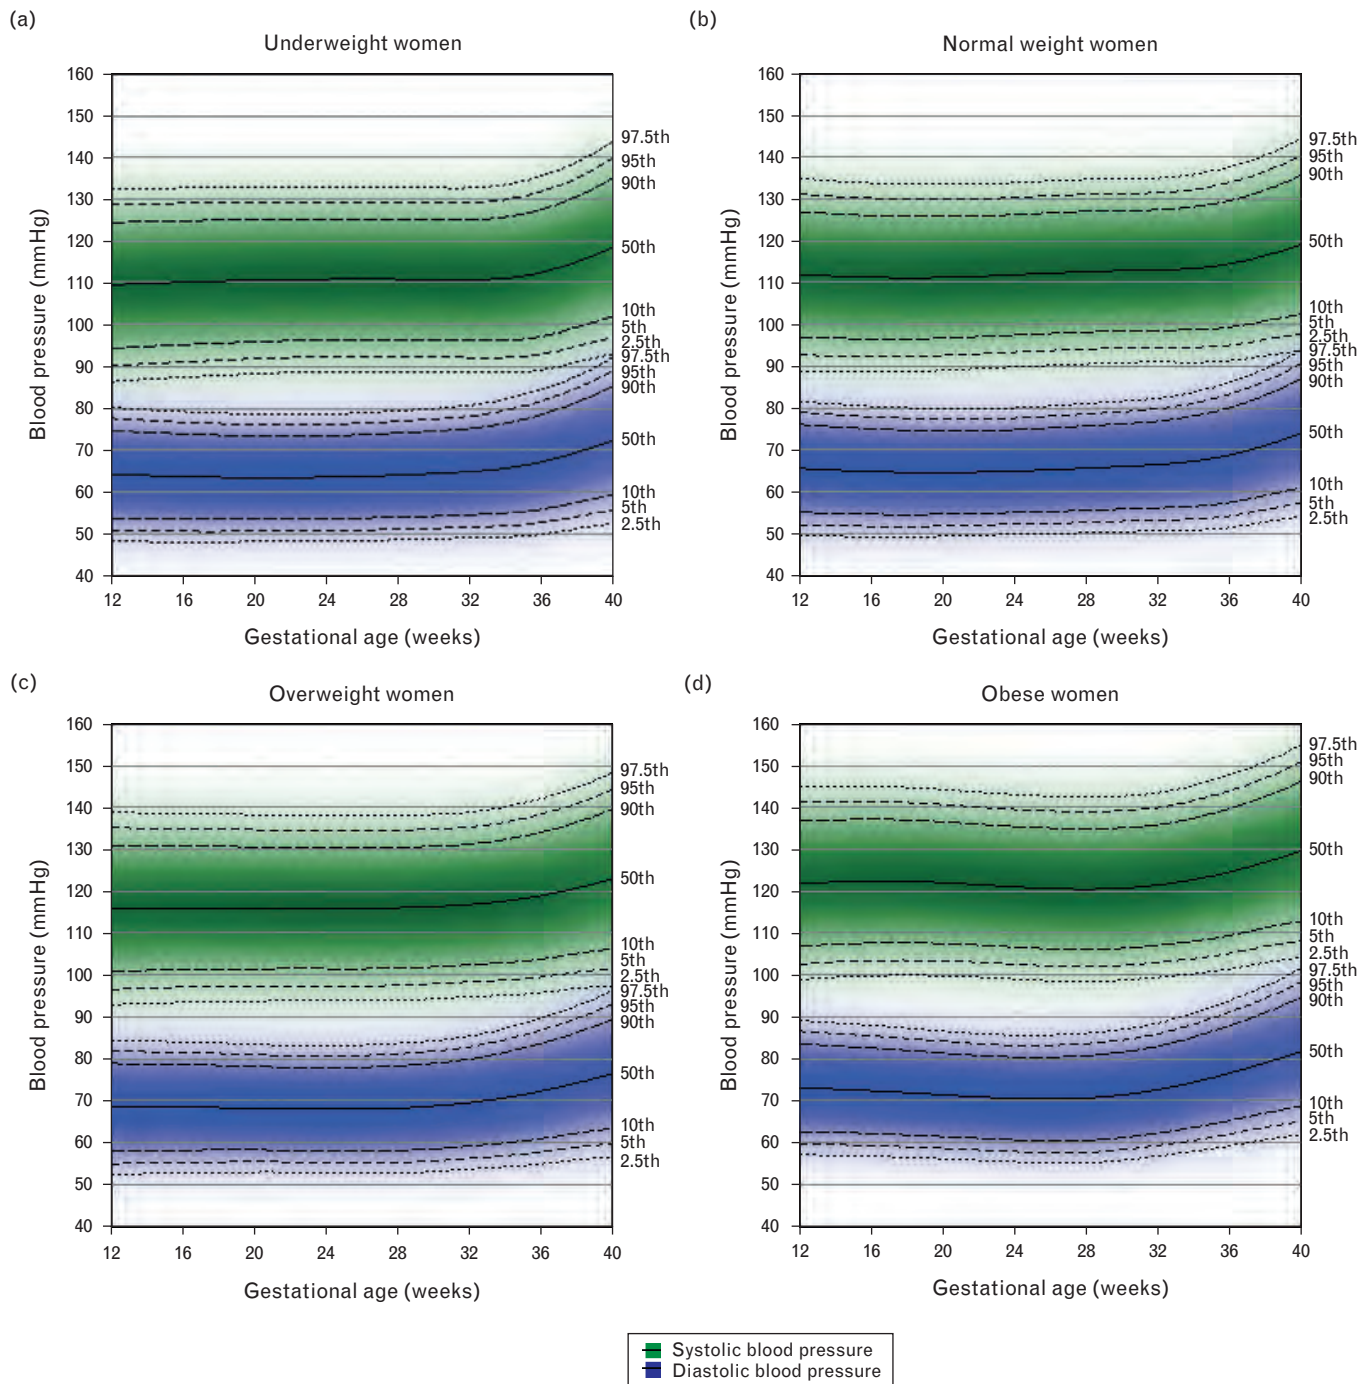 (a)
Underweight women
Blood pressure (mmHg)
160
150
140
130
120
110
100
90
80
70
60
50
40
97.5th
95th
90th
50th
10th
5th
2.5th
97.5th
95th
90th
50th
10th
5th
2.5th
12 16 20 24 28 32 36 40
Gestational age (weeks)
(b)
Normal weight women
Blood pressure (mmHg)
160
150
140
130
120
110
100
90
80
70
60
50
40
97.5th
95th
90th
50th
10th
5th
2.5th
97.5th
95th
90th
50th
10th
5th
2.5th
12 16 20 24 28 32 36 40
Gestational age (weeks)
(c)
Overweight women
Blood pressure (mmHg)
160
150
140
130
120
110
100
90
80
70
60
50
40
97.5th
95th
90th
50th
10th
5th
2.5th
97.5th
95th
90th
50th
10th
5th
2.5th
12 16 20 24 28 32 36 40
Gestational age (weeks)
(d)
Obese women
Blood pressure (mmHg)
160
150
140
130
120
110
100
90
80
70
60
50
40
97.5th
95th
90th
50th
10th
5th
2.5th
97.5th
95th
90th
50th
10th
5th
2.5th
12 16 20 24 28 32 36 40
Gestational age (weeks)
Systolic blood pressure
Diastolic blood pressure